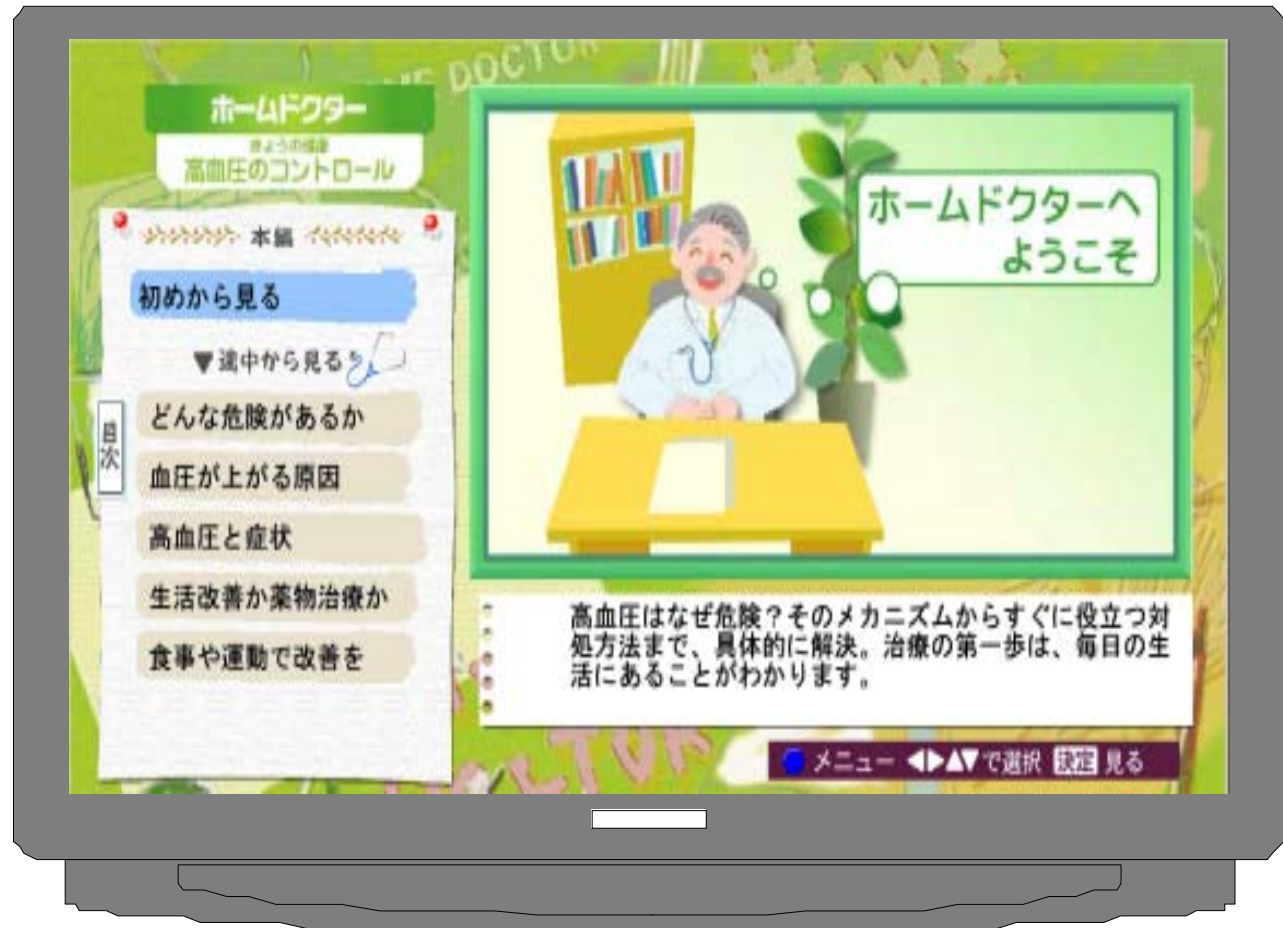 ホームドクター
きょうの健康
高血圧のコントロール
本編
初めから見る
▼途中から見る
目次
どんな危険があるか
血圧が上がる原因
高血圧と症状
生活改善か薬物治療か
食事や運動で改善を
DOCTOR
ホームドクターへ
ようこそ
高血圧はなぜ危険？そのメカニズムからすぐに役立つ対
処方法まで、具体的に解決。治療の第一歩は、毎日の生
活にあることがわかります。
メニュー ◀▶▲▼で選択 決定 見る